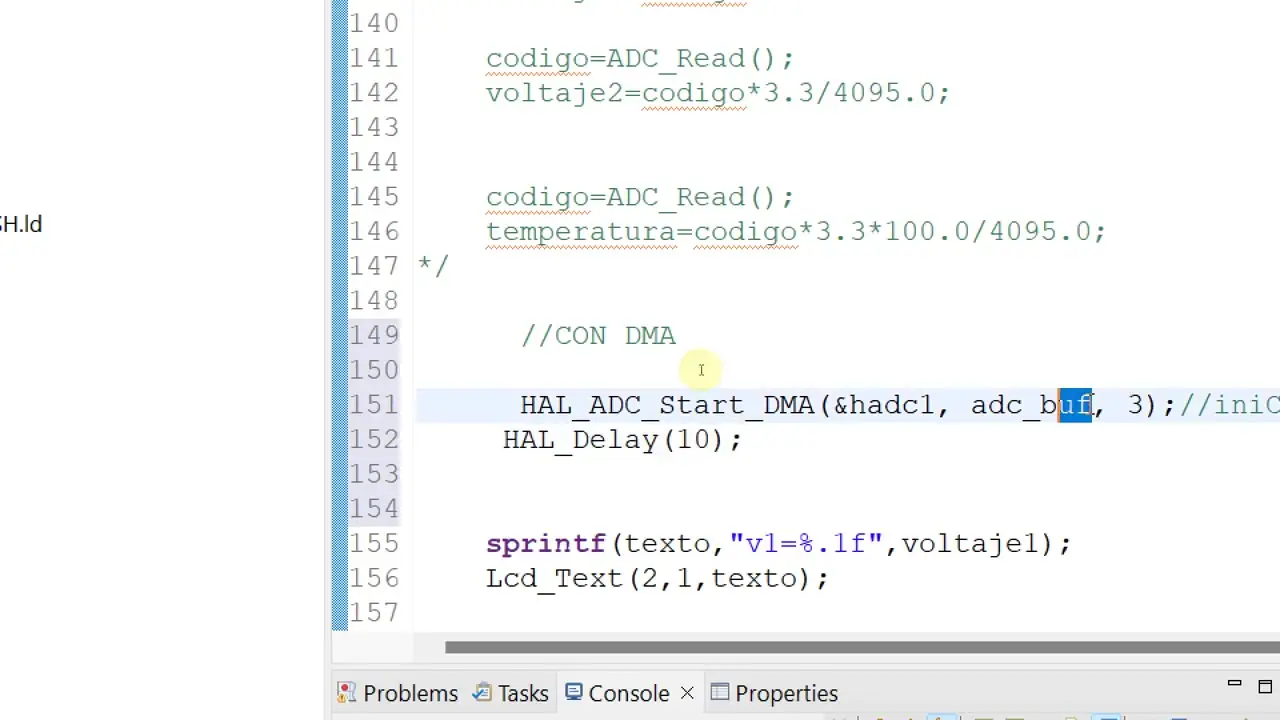 140
141 codigo=ADC_Read();
142 voltaje2=codigo*3.3/4095.0;
143
144
145 codigo=ADC_Read();
SH.ld
146 temperatura=codigo*3.3*100.0/4095.0;
147 */
148
149 //CON DMA
150
151 HAL_ADC_Start_DMA(&hadc1, adc_buf, 3);//iniC
152 HAL_Delay(10);
153
154
155 sprintf(texto,"v1=%.1f",voltaje1);
156 Lcd_Text(2,1,texto);
157
Problems Tasks Console Properties